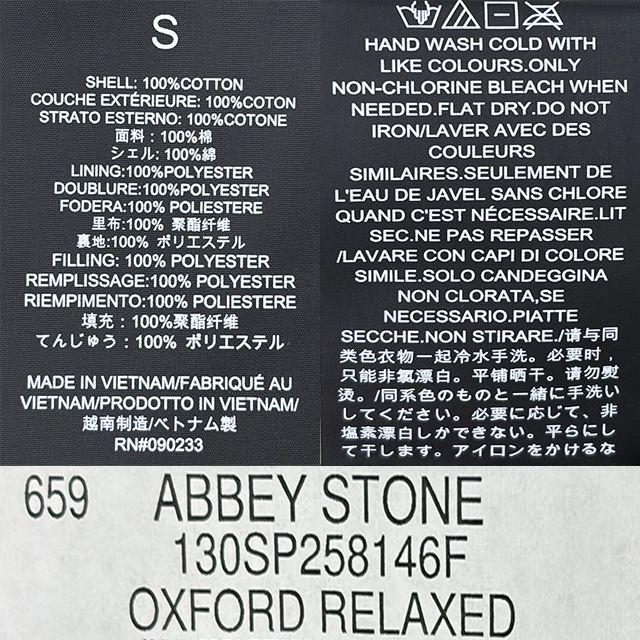 S
SHELL: 100%COTTON
COUCHE EXTÉRIEURE: 100%COTON
STRATO ESTERNO: 100%COTONE
面料：100%棉
シェル: 100%綿
LINING:100%POLYESTER
DOUBLURE:100%POLYESTER
FODERA:100% POLIESTERE
里布:100% 聚酯纤维
裏地:100% ポリエステル
FILLING: 100%POLYESTER
REMPLISSAGE:100%POLYESTER
RIEMPIMENTO:100%POLIESTERE
填充：100%聚酯纤维
てんじゅう：100% ポリエステル
MADE IN VIETNAM/FABRIQUÉ AU
VIETNAM/PRODOTTO IN VIETNAM/
越南制造/ベトナム製
RN#090233
HAND WASH COLD WITH
LIKE COLOURS.ONLY
NON-CHLORINE BLEACH WHEN
NEEDED.FLAT DRY.DO NOT
IRON/LAVER AVEC DES
COULEURS
SIMILAIRES.SEULEMENT DE
L'EAU DE JAVEL SANS CHLORE
QUAND C'EST NÉCESSAIRE.LIT
SEC.NE PAS REPASSER
/LAVARE CON CAPI DI COLORE
SIMILE.SOLO CANDEGGINA
NON CLORATA,SE
NECESSARIO.PIATTE
SECCHE.NON STIRARE./请与同
类色衣物一起冷水手洗。必要时，
只能非氯漂白。平铺晒干。请勿熨
烫。/同系色のものと一緒に手洗い
してください。必要に応じて、非
塩素漂白しかできない。平らにし
て干します。アイロンをかけるな
659 ABBEY STONE
130SP258146F
OXFORD RELAXED